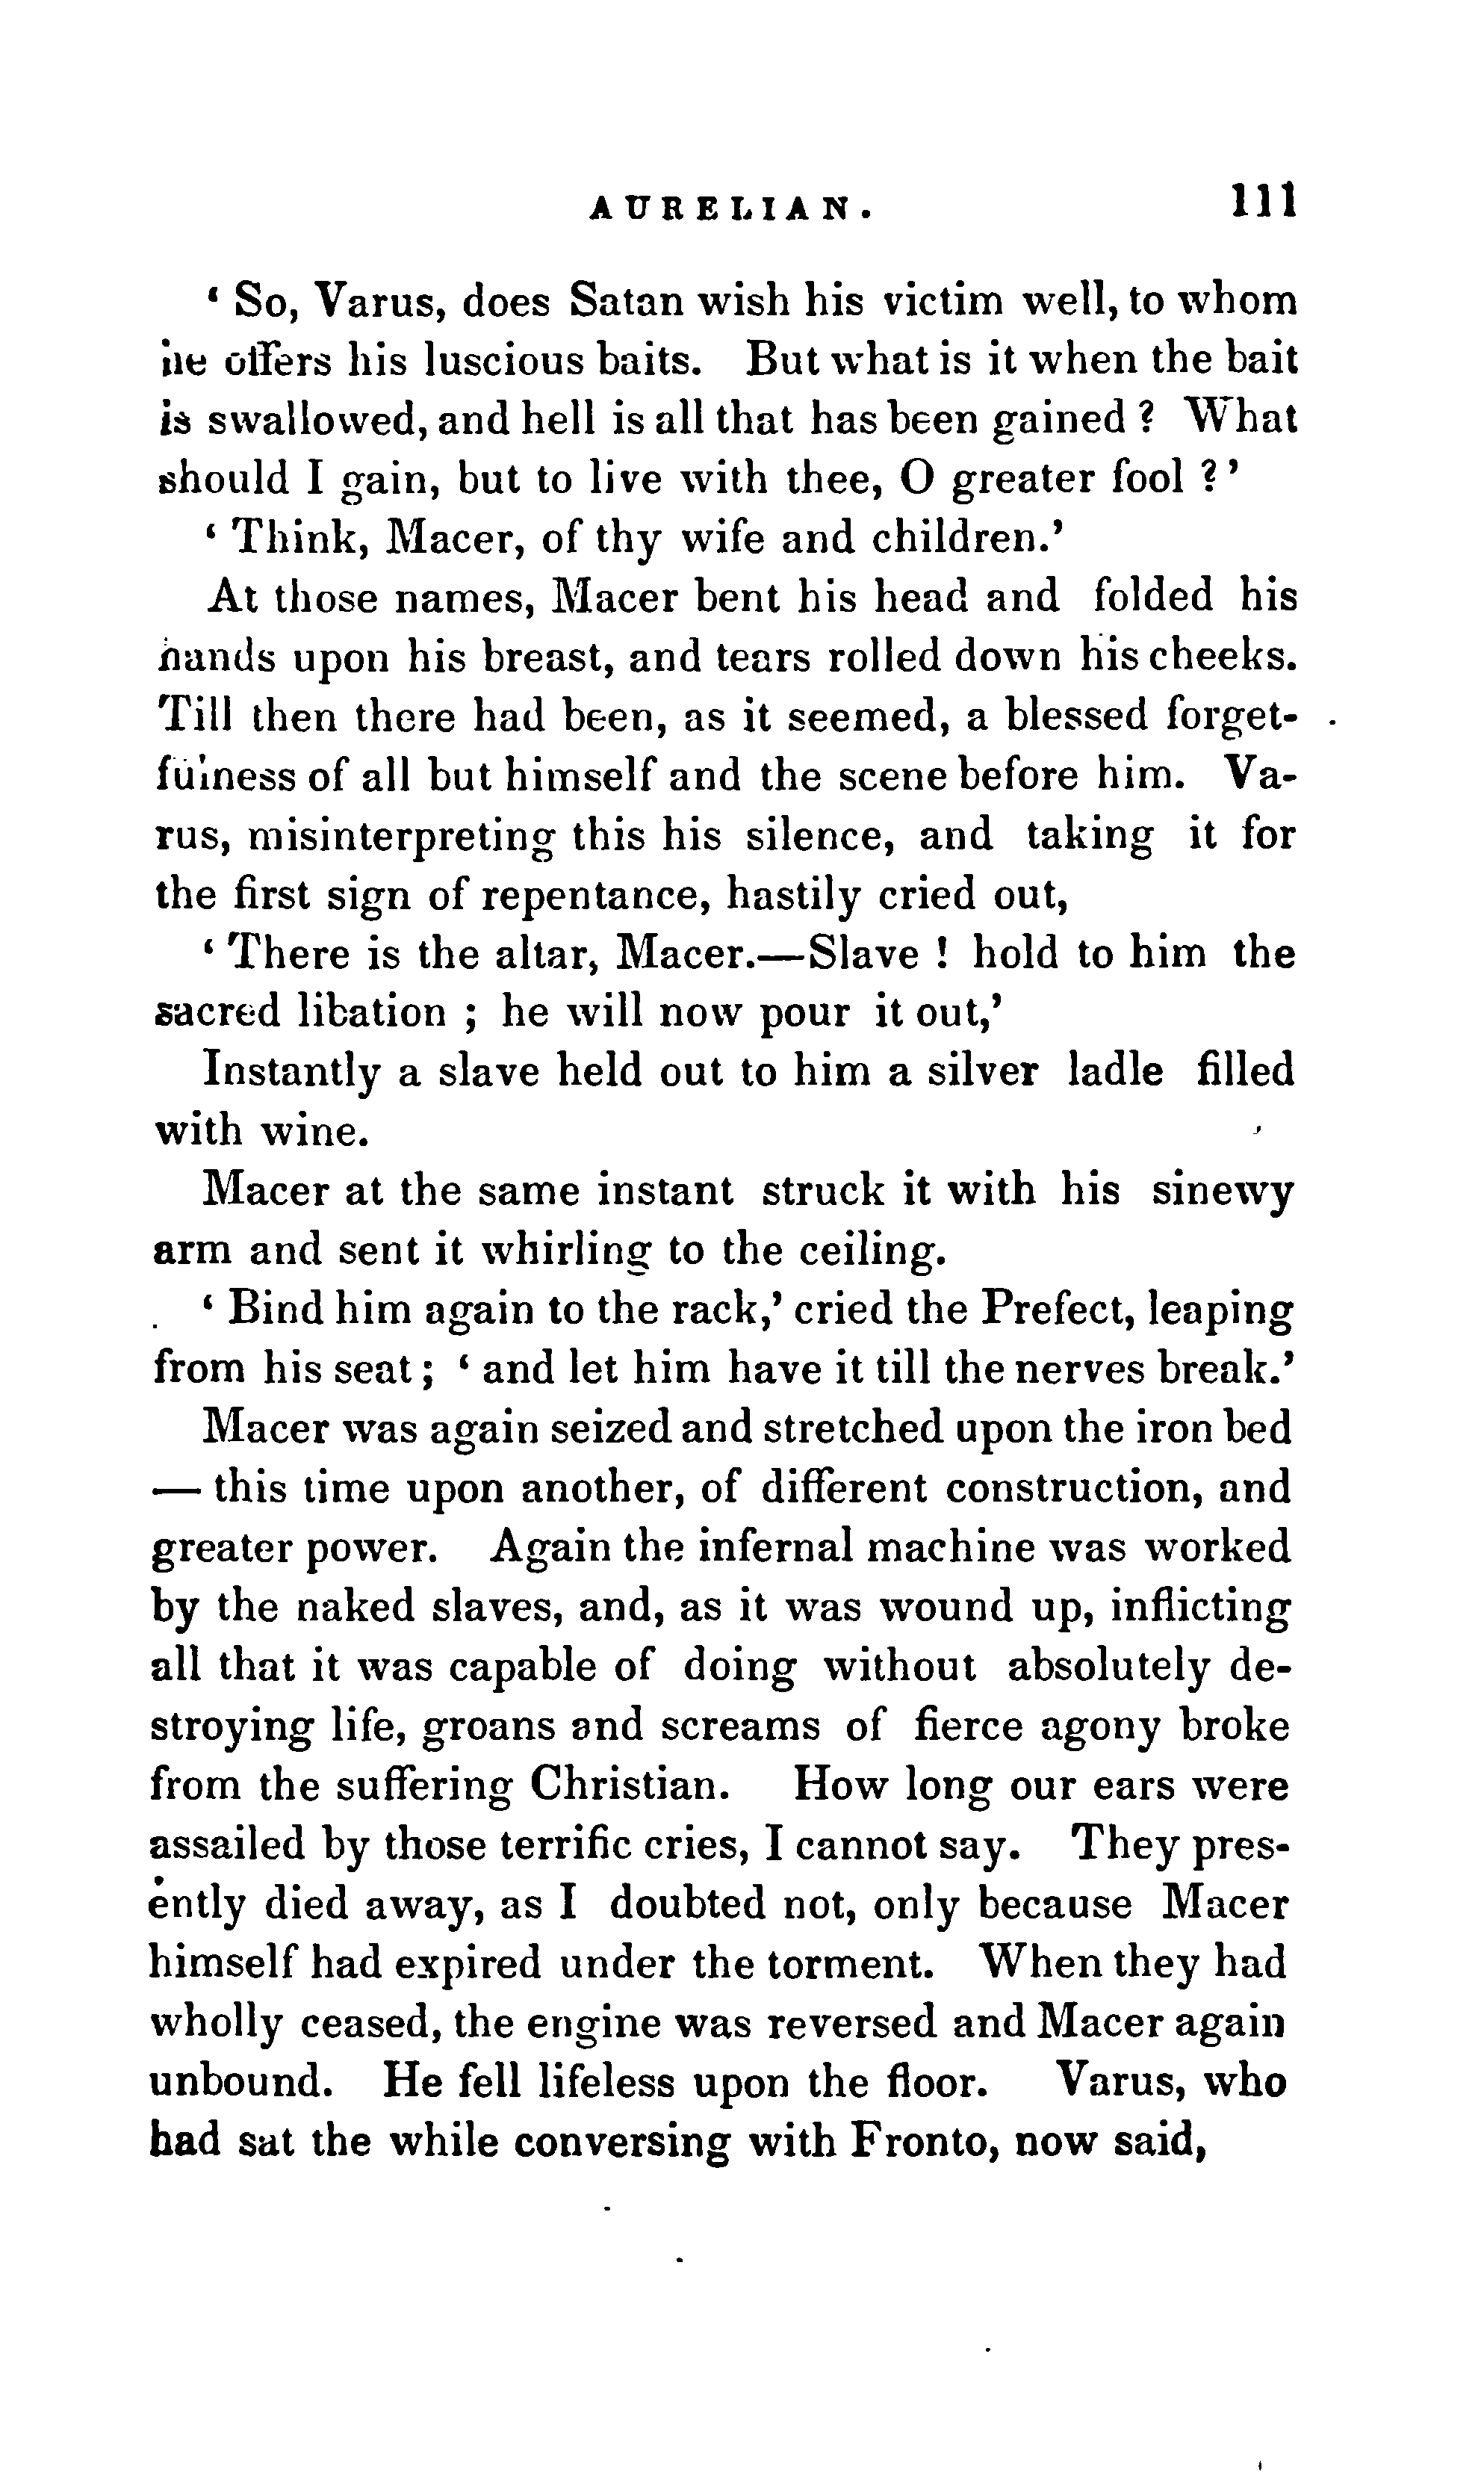 AURELIAN. 111
‘ So, Varus, does Satan wish his victim well, to whom
he offers his luscious baits. But what is it when the bait
is swallowed, and hell is all that has been gained ? What
should I gain, but to live with thee, O greater fool ?’
‘ Think, Macer, of thy wife and children.’
At those names, Macer bent his head and folded his
hands upon his breast, and tears rolled down his cheeks.
Till then there had been, as it seemed, a blessed forget-
fulness of all but himself and the scene before him. Va-
rus, misinterpreting this his silence, and taking it for
the first sign of repentance, hastily cried out,
‘ There is the altar, Macer.—Slave ! hold to him the
sacred libation ; he will now pour it out,’
Instantly a slave held out to him a silver ladle filled
with wine.
Macer at the same instant struck it with his sinewy
arm and sent it whirling to the ceiling.
‘ Bind him again to the rack,’ cried the Prefect, leaping
from his seat ; ‘ and let him have it till the nerves break.’
Macer was again seized and stretched upon the iron bed
— this time upon another, of different construction, and
greater power. Again the infernal machine was worked
by the naked slaves, and, as it was wound up, inflicting
all that it was capable of doing without absolutely de-
stroying life, groans and screams of fierce agony broke
from the suffering Christian. How long our ears were
assailed by those terrific cries, I cannot say. They pres-
ently died away, as I doubted not, only because Macer
himself had expired under the torment. When they had
wholly ceased, the engine was reversed and Macer again
unbound. He fell lifeless upon the floor. Varus, who
had sat the while conversing with Fronto, now said,